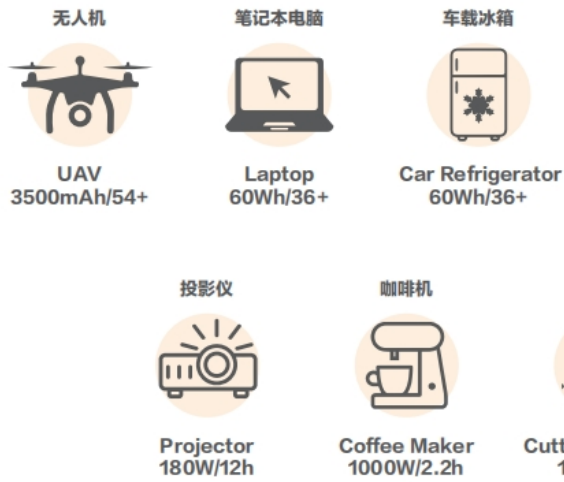 无人机
笔记本电脑
车载冰箱
UAV
3500mAh/54+
Laptop
60Wh/36+
Car Refrigerator
60Wh/36+
投影仪
咖啡机
Projector
180W/12h
Coffee Maker
1000W/2.2h